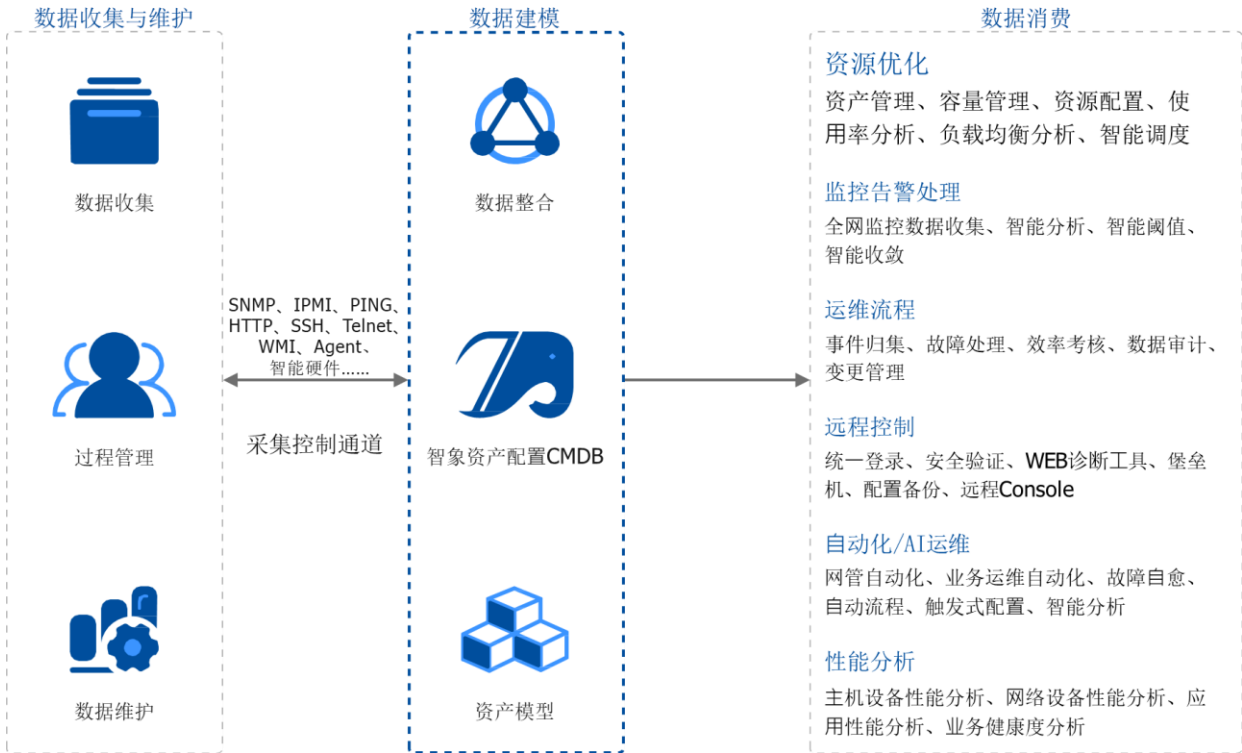 数据收集与维护
数据收集
过程管理
数据维护
SNMP、IPMI、PING、
HTTP、SSH、Telnet、
WMI、Agent、
智能硬件……
采集控制通道
数据建模
数据整合
智象资产配置CMDB
资产模型
数据消费
资源优化
资产管理、容量管理、资源配置、使
用率分析、负载均衡分析、智能调度
监控告警处理
全网监控数据收集、智能分析、智能阈值、
智能收敛
运维流程
事件归集、故障处理、效率考核、数据审计、
变更管理
远程控制
统一登录、安全验证、WEB诊断工具、堡垒
机、配置备份、远程Console
自动化/AI运维
网管自动化、业务运维自动化、故障自愈、
自动流程、触发式配置、智能分析
性能分析
主机设备性能分析、网络设备性能分析、应
用性能分析、业务健康度分析